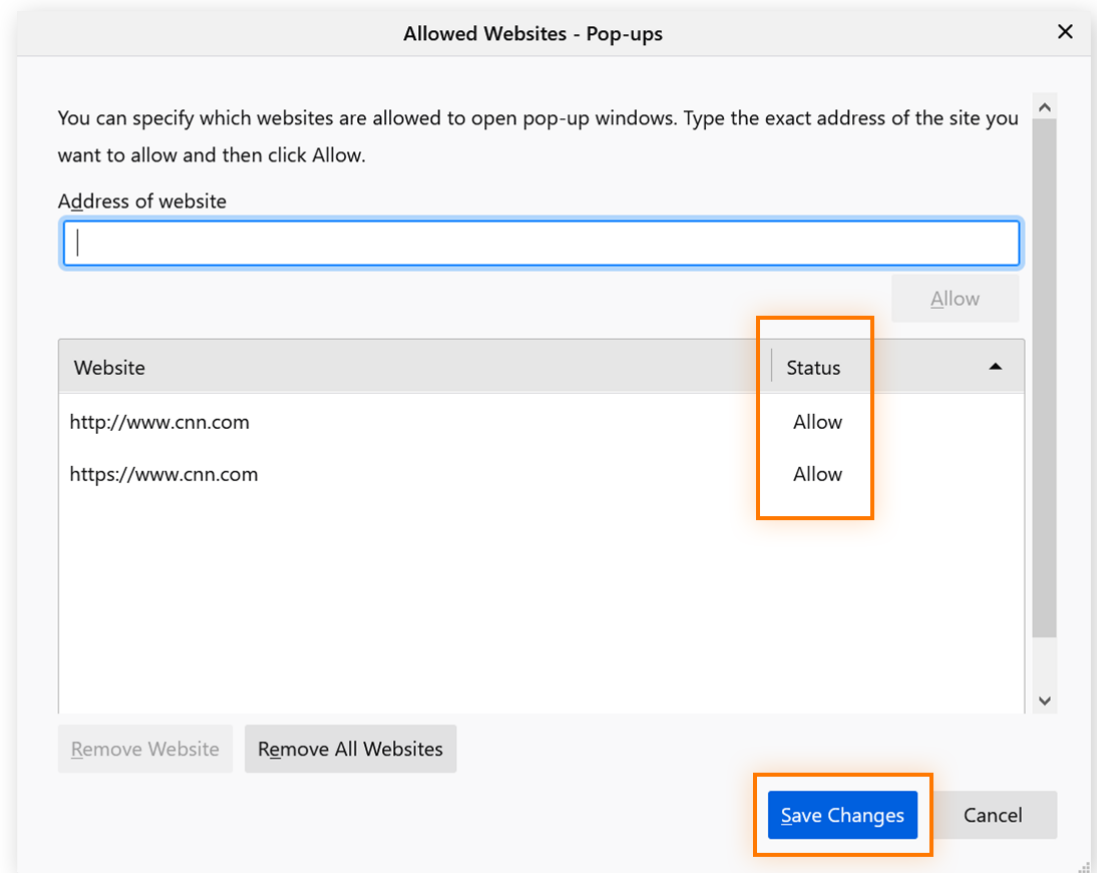 Allowed Websites - Pop-ups
You can specify which websites are allowed to open pop-up windows. Type the exact address of the site you
want to allow and then click Allow.
Address of website
Allow
Website Status
http://www.cnn.com Allow
https://www.cnn.com Allow
Remove Website Remove All Websites
Save Changes Cancel